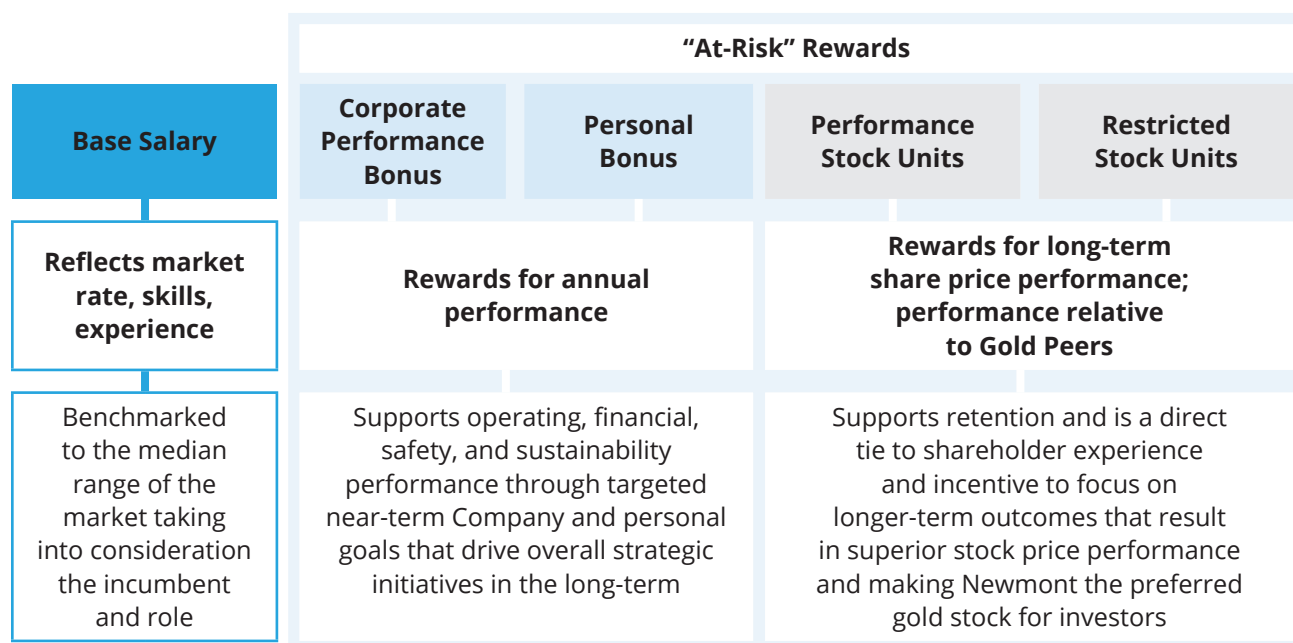 “At-Risk” Rewards
Base Salary
Corporate
Performance
Bonus
Personal
Bonus
Performance
Stock Units
Restricted
Stock Units
Reflects market
rate, skills,
experience
Rewards for annual
performance
Rewards for long-term
share price performance;
performance relative
to Gold Peers
Benchmarked
to the median
range of the
market taking
into consideration
the incumbent
and role
Supports operating, financial,
safety, and sustainability
performance through targeted
near-term Company and personal
goals that drive overall strategic
initiatives in the long-term
Supports retention and is a direct
tie to shareholder experience
and incentive to focus on
longer-term outcomes that result
in superior stock price performance
and making Newmont the preferred
gold stock for investors